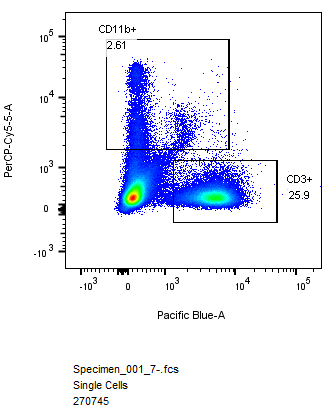 CD11b+
2.61
10^5
10^4
10^3
0
-10^3
PerCP-Cy5-5-A
CD3+
25.9
-10^3
0
10^3
10^4
10^5
Pacific Blue-A
Specimen_001_7-.fcs
Single Cells
270745